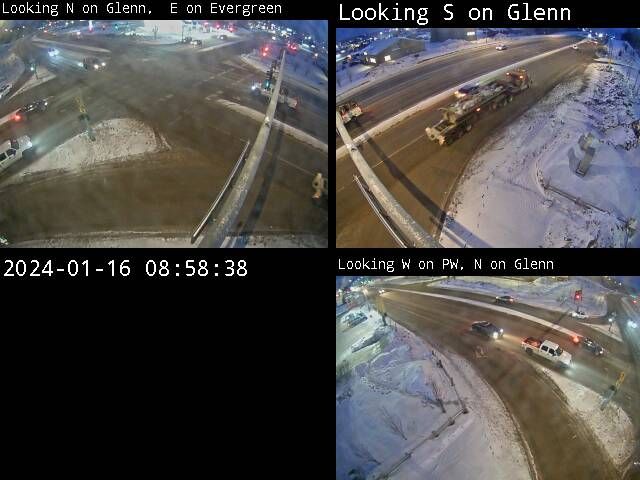 Looking N on Glenn,  E on Evergreen
Looking S on Glenn
2024-01-16 08:58:38
Looking W on PW, N on Glenn